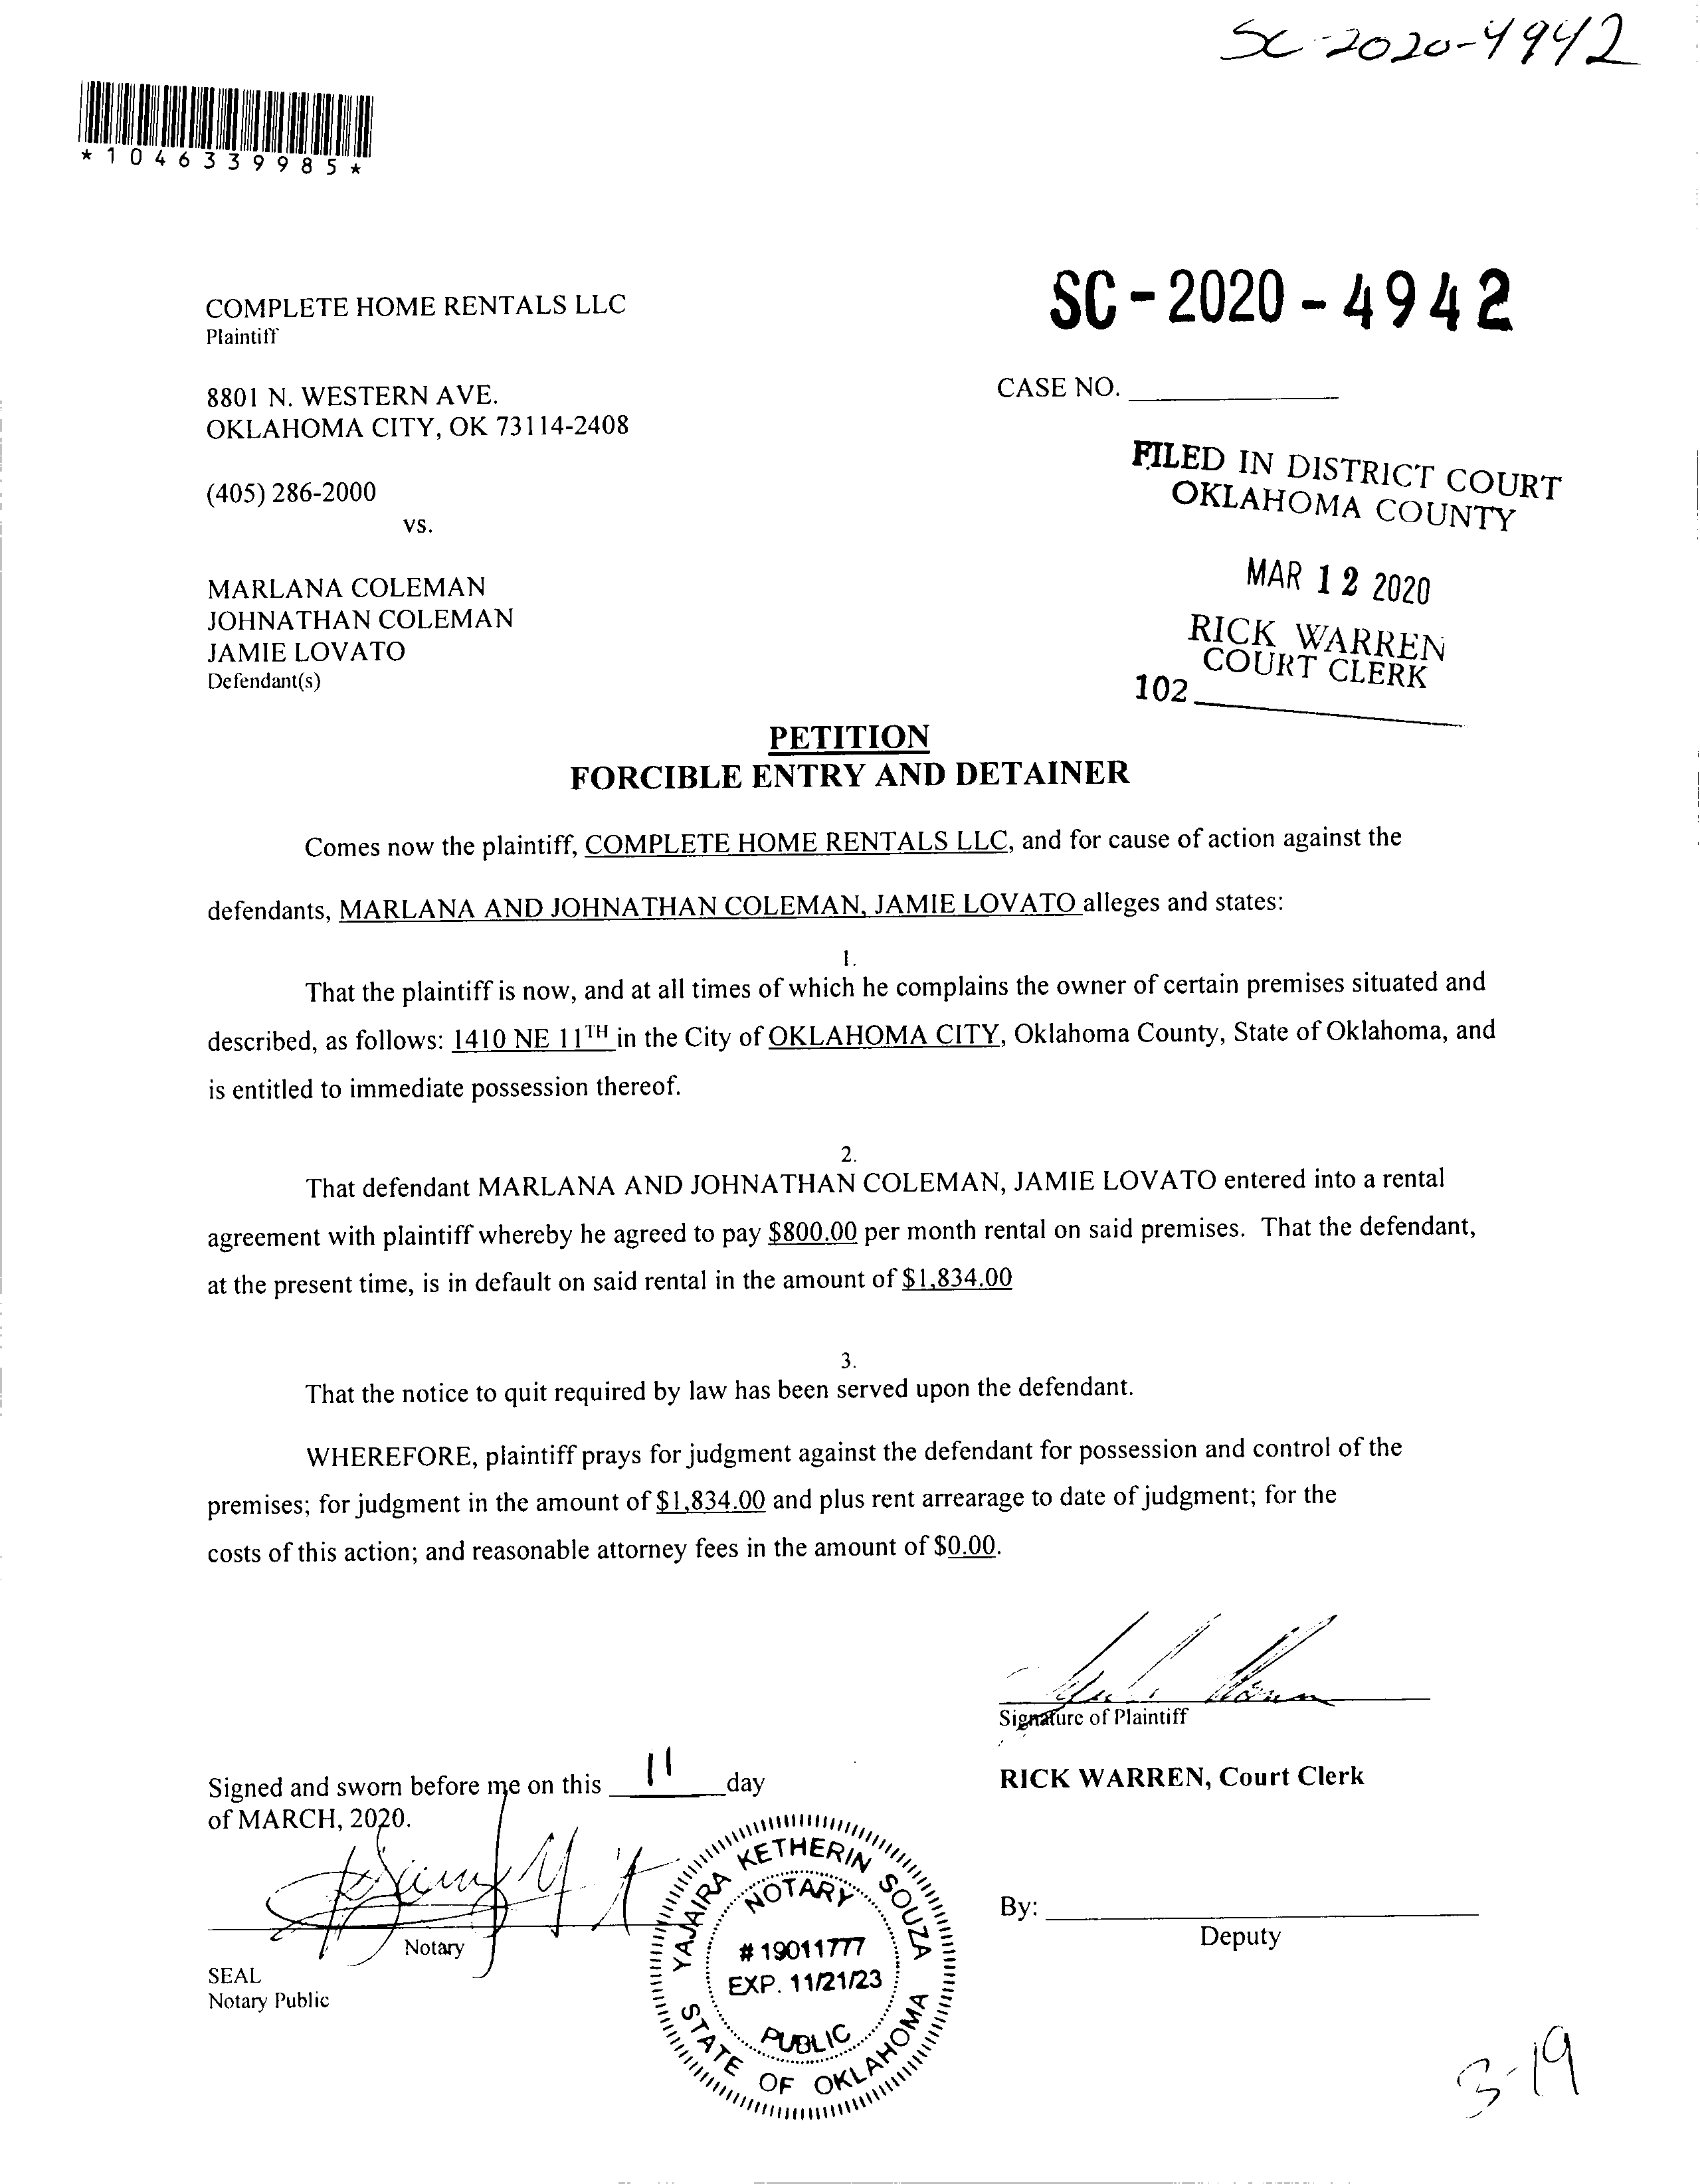 SC-2020-4942
*1046339985*
COMPLETE HOME RENTALS LLC
Plaintiff
SC-2020-4942
8801 N. WESTERN AVE.
OKLAHOMA CITY, OK 73114-2408
CASE NO.
(405) 286-2000
vs.
FILED IN DISTRICT COURT
OKLAHOMA COUNTY
MAR 12 2020
RICK WARREN
COURT CLERK
102
MARLANA COLEMAN
JOHNATHAN COLEMAN
JAMIE LOVATO
Defendant(s)
PETITION
FORCIBLE ENTRY AND DETAINER
Comes now the plaintiff, COMPLETE HOME RENTALS LLC, and for cause of action against the
defendants, MARLANA AND JOHNATHAN COLEMAN, JAMIE LOVATO alleges and states:
1.
That the plaintiff is now, and at all times of which he complains the owner of certain premises situated and
described, as follows: 1410 NE 11TH in the City of OKLAHOMA CITY, Oklahoma County, State of Oklahoma, and
is entitled to immediate possession thereof.
2.
That defendant MARLANA AND JOHNATHAN COLEMAN, JAMIE LOVATO entered into a rental
agreement with plaintiff whereby he agreed to pay $800.00 per month rental on said premises. That the defendant,
at the present time, is in default on said rental in the amount of $1,834.00
3.
That the notice to quit required by law has been served upon the defendant.
WHEREFORE, plaintiff prays for judgment against the defendant for possession and control of the
premises; for judgment in the amount of $1,834.00 and plus rent arrearage to date of judgment; for the
costs of this action; and reasonable attorney fees in the amount of $0.00.
Signature of Plaintiff
Signed and sworn before me on this 11 day
of MARCH, 2020.
RICK WARREN, Court Clerk
Notary
SEAL
Notary Public
YAJAIRA KETHERIN SOUZA
NOTARY
# 19011777
EXP. 11/21/23
PUBLIC
STATE OF OKLAHOMA
By:
Deputy
3-19